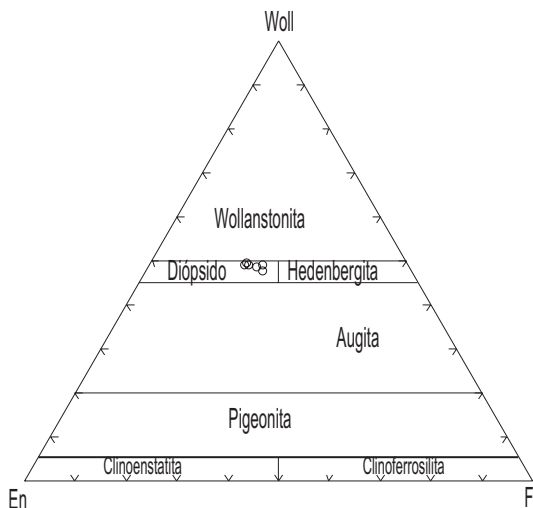 Woll
Wollanstonita
Diópsido Hedenbergita
Augita
Pigeonita
Clinoenstatita Clinoferrosilita
En F